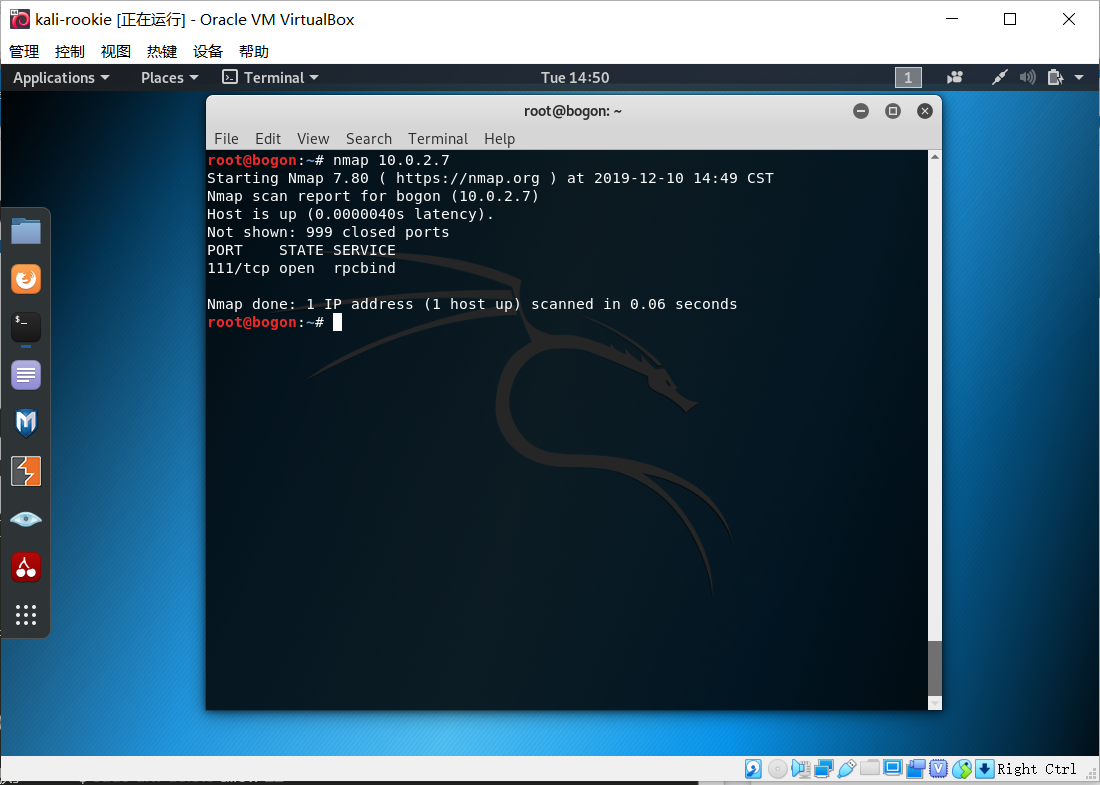 kali-rookie [正在运行] - Oracle VM VirtualBox
管理 控制 视图 热键 设备 帮助
Applications Places Terminal Tue 14:50 1
root@bogon: ~
File Edit View Search Terminal Help
root@bogon:~# nmap 10.0.2.7
Starting Nmap 7.80 ( https://nmap.org ) at 2019-12-10 14:49 CST
Nmap scan report for bogon (10.0.2.7)
Host is up (0.0000040s latency).
Not shown: 999 closed ports
PORT    STATE SERVICE
111/tcp open  rpcbind
Nmap done: 1 IP address (1 host up) scanned in 0.06 seconds
root@bogon:~#
$_
Right Ctrl